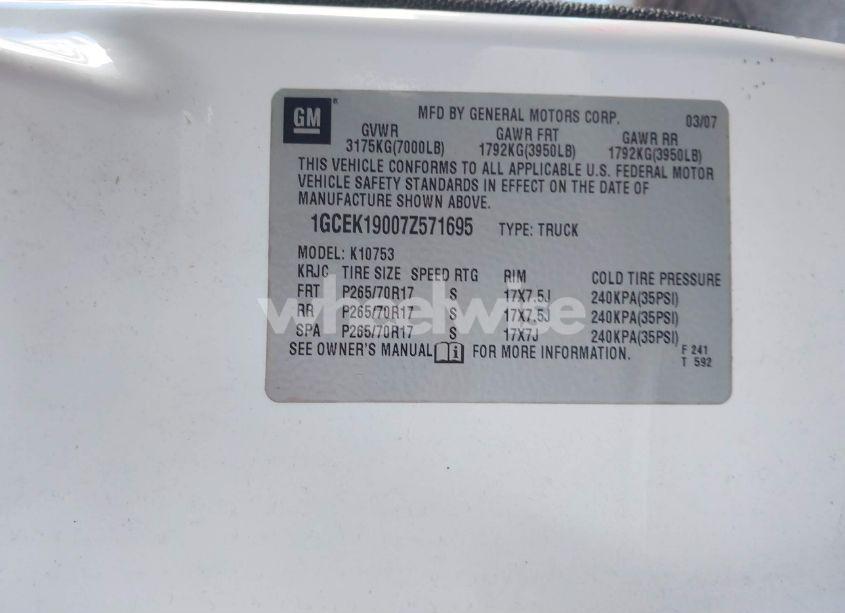 GM
MFD BY GENERAL MOTORS CORP. 03/07
GVWR GAWR FRT GAWR RR
3175KG(7000LB) 1792KG(3950LB) 1792KG(3950LB)
THIS VEHICLE CONFORMS TO ALL APPLICABLE U.S. FEDERAL MOTOR
VEHICLE SAFETY STANDARDS IN EFFECT ON THE DATE OF
MANUFACTURE SHOWN ABOVE.
1GCEK19007Z571695 TYPE: TRUCK
MODEL: K10753
KRJC TIRE SIZE SPEED RTG RIM COLD TIRE PRESSURE
FRT P265/70R17 S 17X7.5J 240KPA(35PSI)
RR P265/70R17 S 17X7.5J 240KPA(35PSI)
SPA P265/70R17 S 17X7J 240KPA(35PSI)
SEE OWNER'S MANUAL FOR MORE INFORMATION.
F 241
T 592
wheelwise